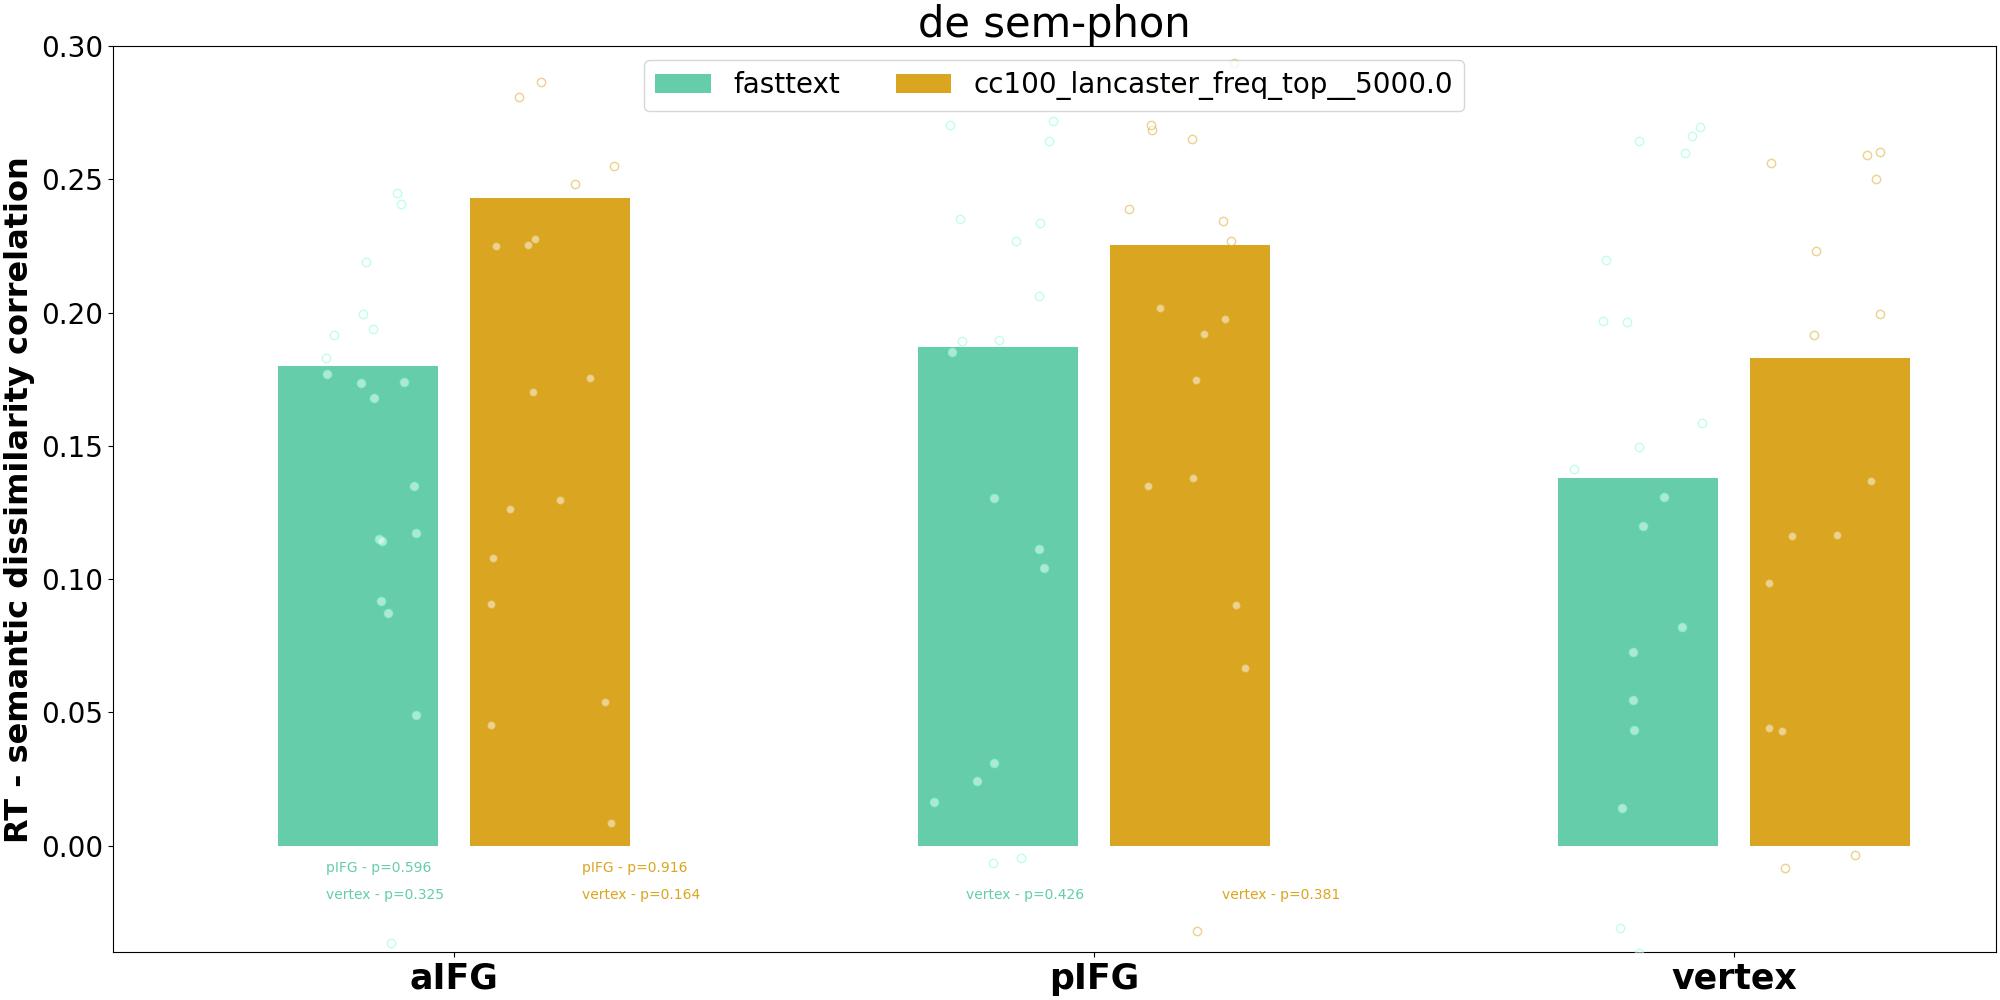 de sem-phon
fasttext
cc100_lancaster_freq_top__5000.0
RT - semantic dissimilarity correlation
0.30
0.25
0.20
0.15
0.10
0.05
0.00
pIFG - p=0.596
vertex - p=0.325
pIFG - p=0.916
vertex - p=0.164
vertex - p=0.426
vertex - p=0.381
aIFG
pIFG
vertex